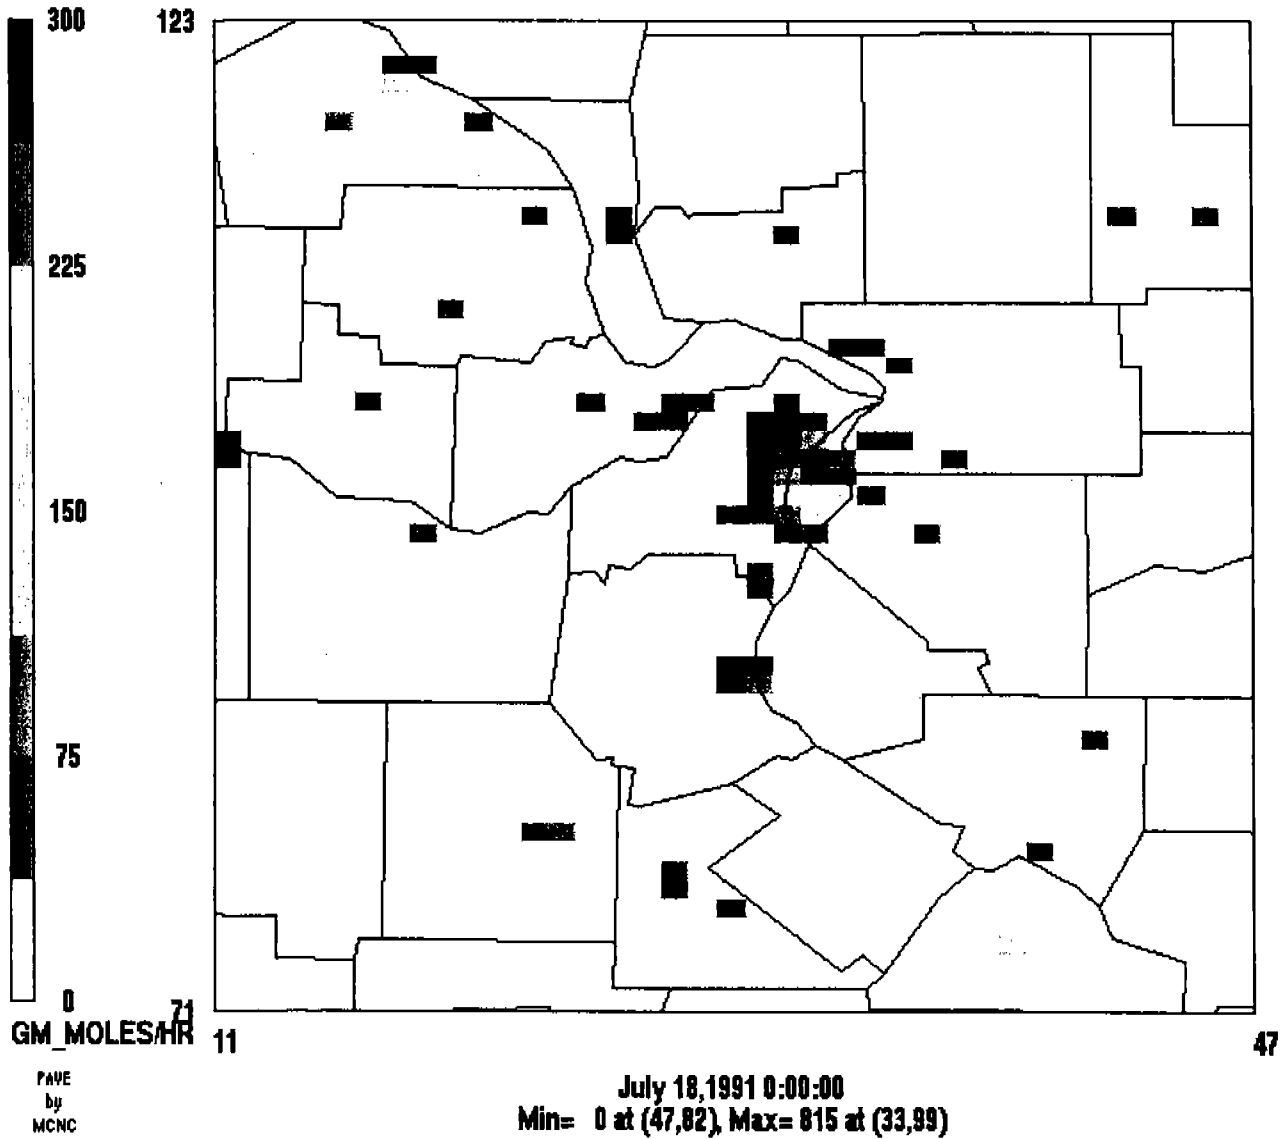 300
123
225
150
75
0
71
GM_MOLES/HR
11
47
PAVE
by
MCNC
July 18,1991 0:00:00
Min= 0 at (47,82), Max= 815 at (33,99)